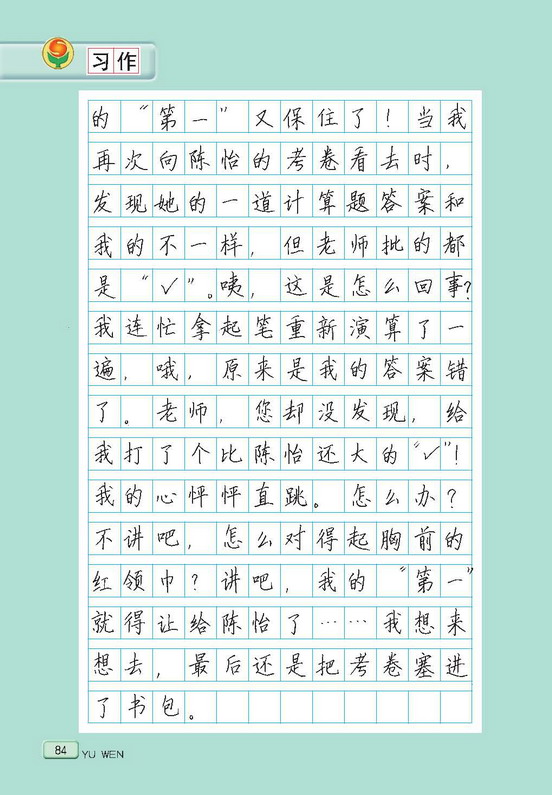 习作
的“第一”又保住了！当我
再次向陈怡的考卷看去时，
发现她的一道计算题答案和
我的不一样，但老师批的都
是“√”。咦，这是怎么回事？
我连忙拿起笔重新演算了一
遍，哦，原来是我的答案错
了。老师，您却没发现，给
我打了个比陈怡还大的“√”！
我的心怦怦直跳。怎么办？
不讲吧，怎么对得起胸前的
红领巾？讲吧，我的“第一”
就得让给陈怡了……我想来
想去，最后还是把考卷塞进
了书包。
84 YU WEN